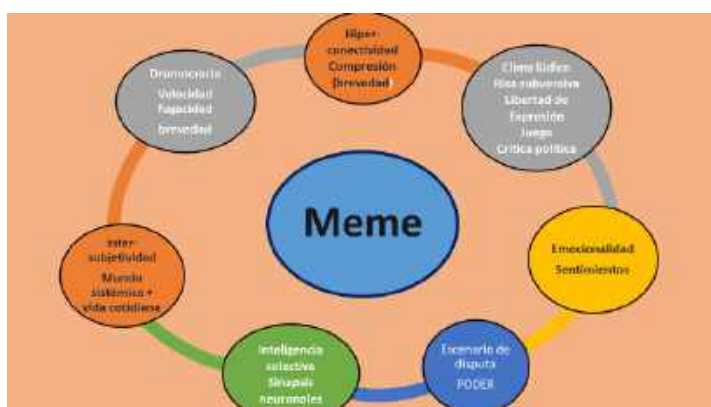 Hiper-
conectividad
Compresión
(brevedad)
Clima lúdico
Risa subversiva
Libertad de
Expresión
Juego
Crítica política
Emocionalidad
Sentimientos
Escenario de
disputa
PODER
Inteligencia
colectiva
Sinapsis
neuronales
Inter-
subjetividad
Mundo
sistémico +
vida cotidiana
Dromocracia
Velocidad
Fugacidad
brevedad
Meme